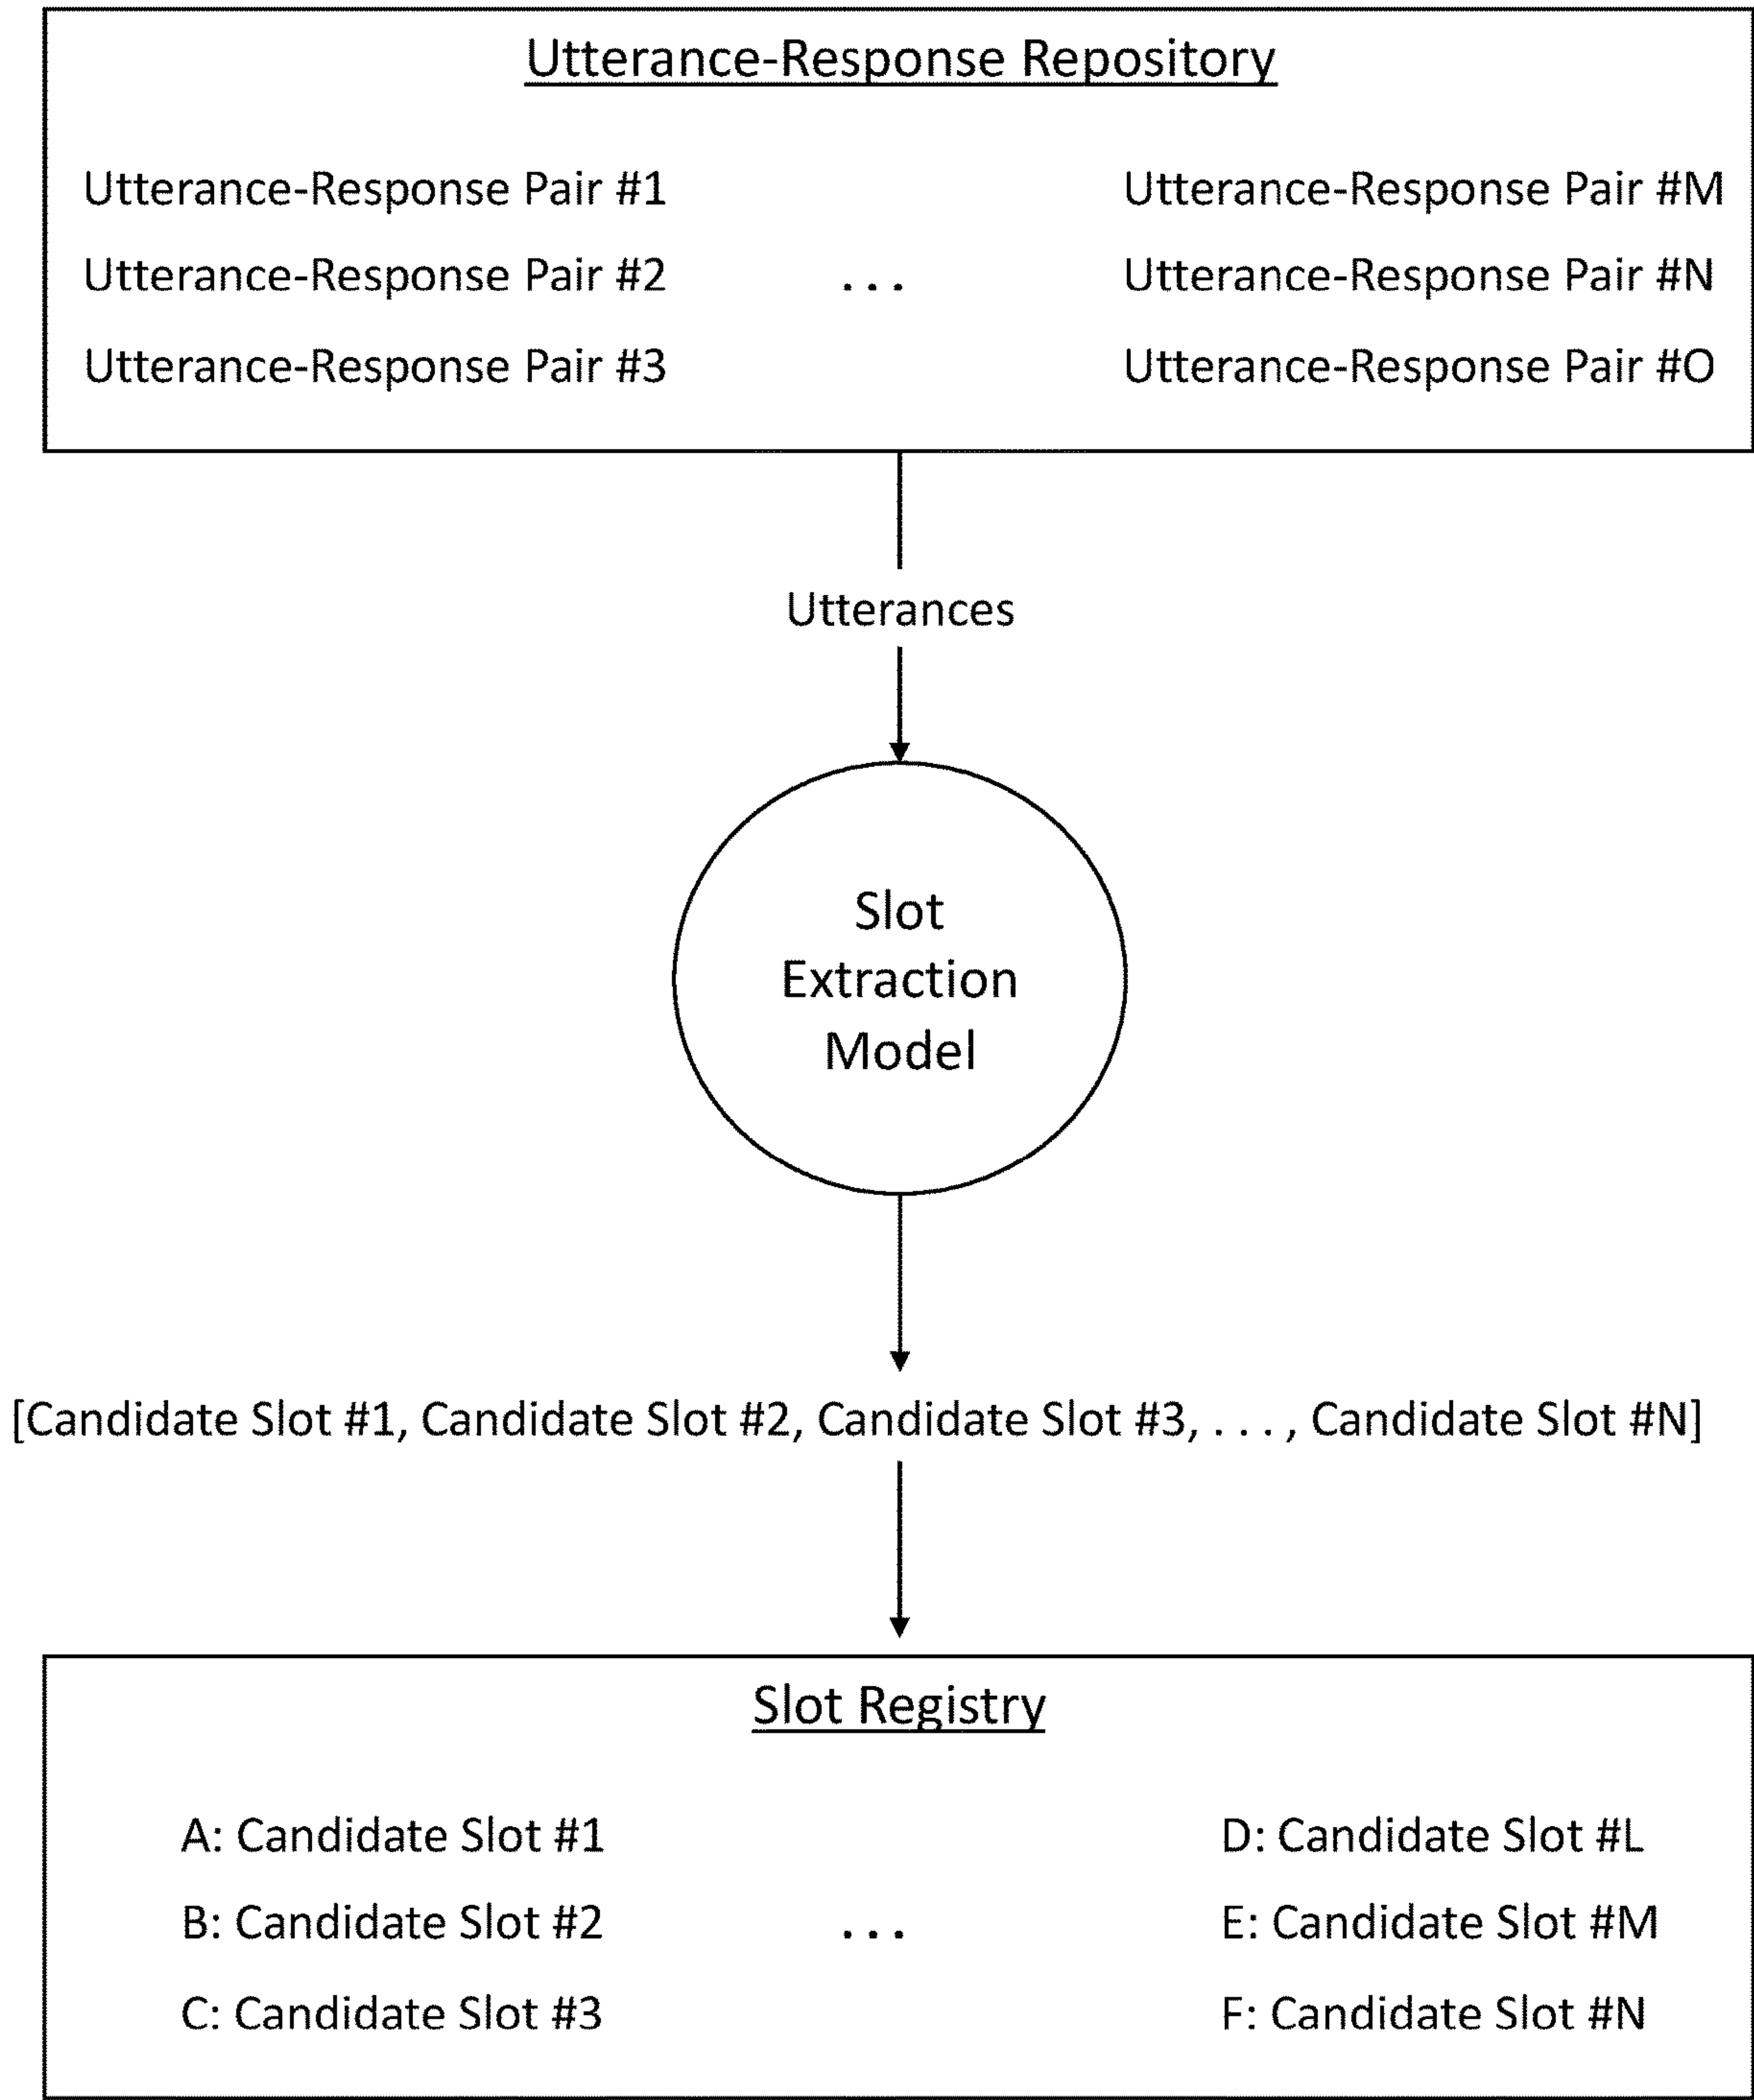 Utterance-Response Repository
Utterance-Response Pair #1
Utterance-Response Pair #M
Utterance-Response Pair #2
. . .
Utterance-Response Pair #N
Utterance-Response Pair #3
Utterance-Response Pair #O
Utterances
Slot
Extraction
Model
[Candidate Slot #1, Candidate Slot #2, Candidate Slot #3, . . . , Candidate Slot #N]
Slot Registry
A: Candidate Slot #1
D: Candidate Slot #L
B: Candidate Slot #2
. . .
E: Candidate Slot #M
C: Candidate Slot #3
F: Candidate Slot #N